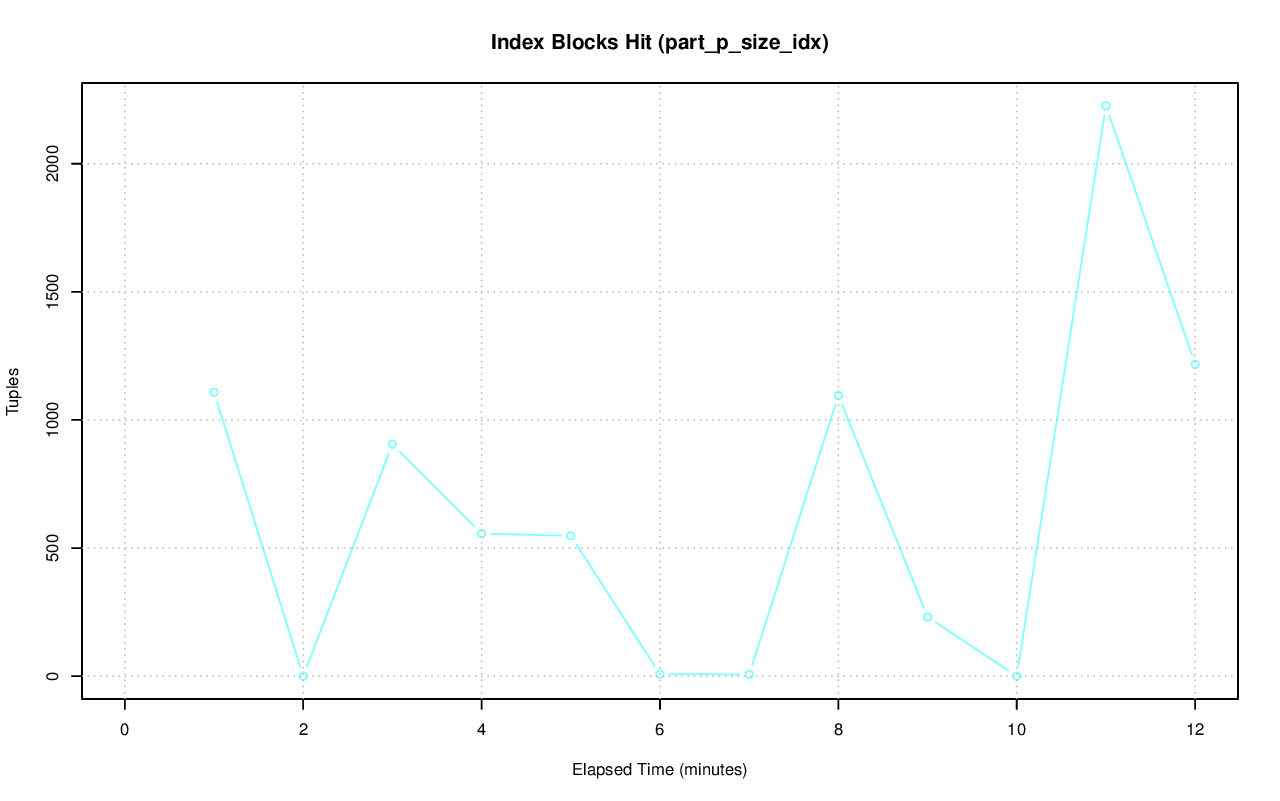 Index Blocks Hit (part_p_size_idx)
Tuples
2000
1500
1000
500
0
0 2 4 6 8 10 12
Elapsed Time (minutes)